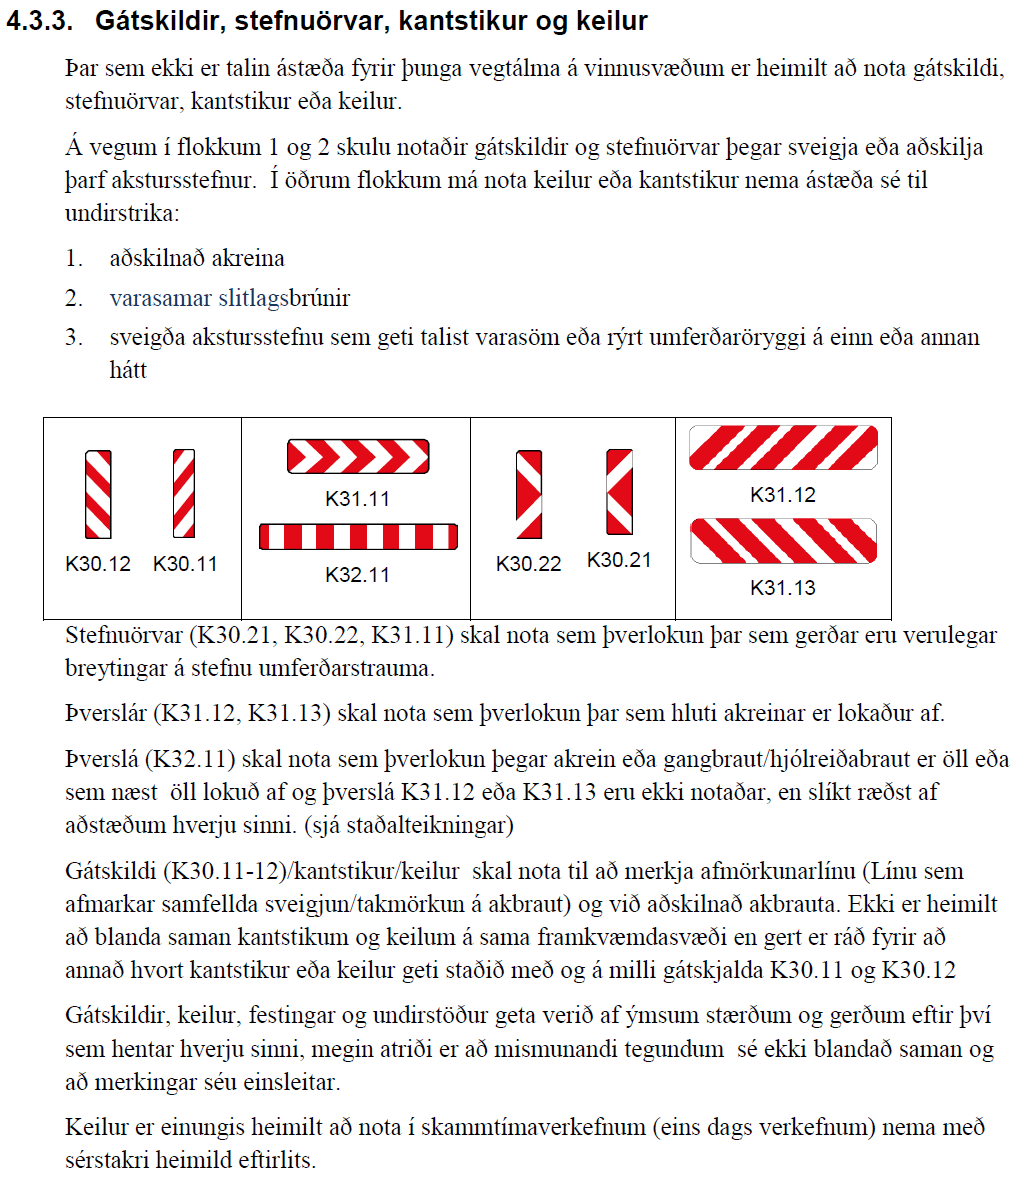 4.3.3. Gátskildir, stefnuörvar, kantstikur og keilur
Þar sem ekki er talin ástæða fyrir þunga vegtálma á vinnusvæðum er heimilt að nota gátskildi,
stefnuörvar, kantstikur eða keilur.
Á vegum í flokkum 1 og 2 skulu notaðir gátskildir og stefnuörvar þegar sveigja eða aðskilja
þarf akstursstefnur. Í öðrum flokkum má nota keilur eða kantstikur nema ástæða sé til
undirstrika:
1. aðskilnað akreina
2. varasamar slitlagsbrúnir
3. sveigða akstursstefnu sem geti talist varasöm eða rýrt umferðaröryggi á einn eða annan
hátt
K30.12 K30.11
K31.11
K32.11
K30.22 K30.21
K31.12
K31.13
Stefnuörvar (K30.21, K30.22, K31.11) skal nota sem þverlokun þar sem gerðar eru verulegar
breytingar á stefnu umferðarstrauma.
Þverslár (K31.12, K31.13) skal nota sem þverlokun þar sem hluti akreinar er lokaður af.
Þverslá (K32.11) skal nota sem þverlokun þegar akrein eða gangbraut/hjólreiðabraut er öll eða
sem næst öll lokuð af og þverslá K31.12 eða K31.13 eru ekki notaðar, en slíkt ræðst af
aðstæðum hverju sinni. (sjá staðalteikningar)
Gátskildi (K30.11-12)/kantstikur/keilur skal nota til að merkja afmörkunarlínu (Línu sem
afmarkar samfellda sveigjun/takmörkun á akbraut) og við aðskilnað akbrauta. Ekki er heimilt
að blanda saman kantstikum og keilum á sama framkvæmdasvæði en gert er ráð fyrir að
annað hvort kantstikur eða keilur geti staðið með og á milli gátskjalda K30.11 og K30.12
Gátskildir, keilur, festingar og undirstöður geta verið af ýmsum stærðum og gerðum eftir því
sem hentar hverju sinni, megin atriði er að mismunandi tegundum sé ekki blandað saman og
að merkingar séu einsleitar.
Keilur er einungis heimilt að nota í skammtímaverkefnum (eins dags verkefnum) nema með
sérstakri heimild eftirlits.